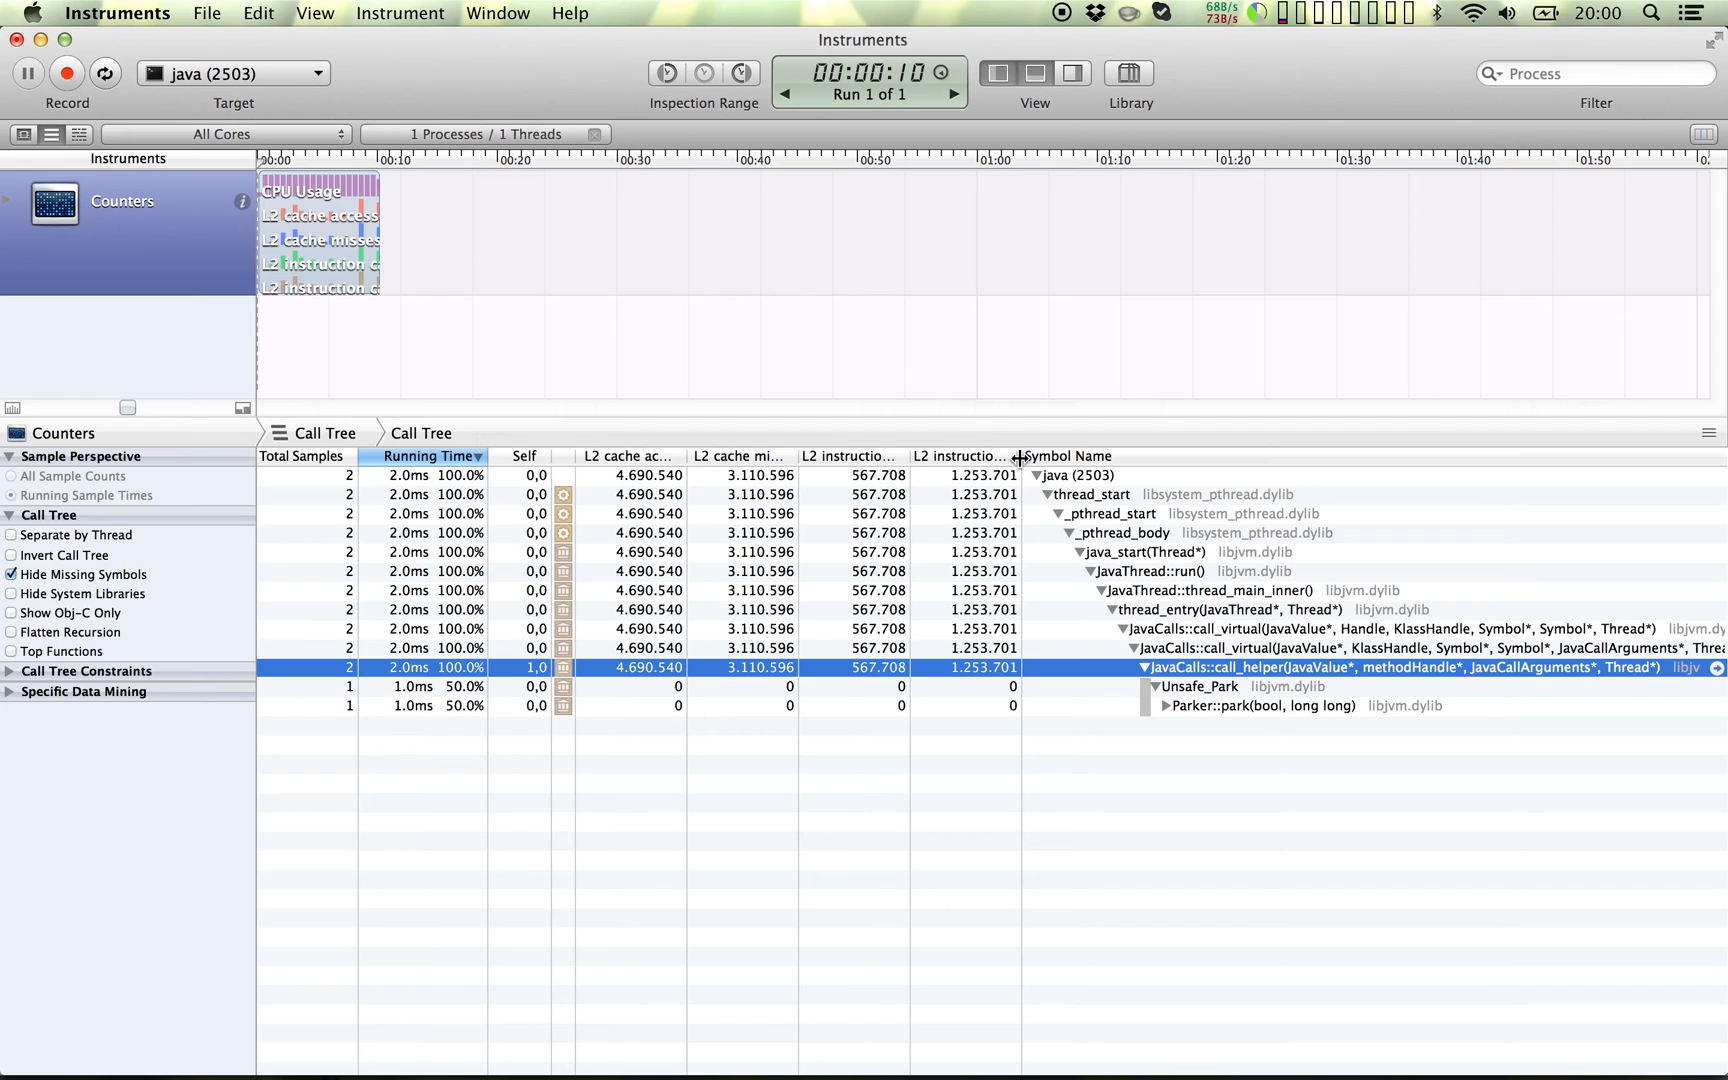 Instruments File Edit View Instrument Window Help 68B/s 73B/s 20:00
Instruments
java (2503) 00:00:10 Process
Run 1 of 1
Record Target Inspection Range View Library Filter
All Cores 1 Processes / 1 Threads
Instruments 00:00 00:10 00:20 00:30 00:40 00:50 01:00 01:10 01:20 01:30 01:40 01:50
Counters
CPU Usage
L2 cache access
L2 cache misses
L2 instruction c
L2 instruction c
Counters Call Tree Call Tree
Sample Perspective Total Samples Running Time Self L2 cache ac... L2 cache mi... L2 instructio... L2 instructio... Symbol Name
All Sample Counts 2 2.0ms 100.0% 0,0 4.690.540 3.110.596 567.708 1.253.701 java (2503)
Running Sample Times 2 2.0ms 100.0% 0,0 4.690.540 3.110.596 567.708 1.253.701 thread_start libsystem_pthread.dylib
Call Tree 2 2.0ms 100.0% 0,0 4.690.540 3.110.596 567.708 1.253.701 _pthread_start libsystem_pthread.dylib
Separate by Thread 2 2.0ms 100.0% 0,0 4.690.540 3.110.596 567.708 1.253.701 _pthread_body libsystem_pthread.dylib
Invert Call Tree 2 2.0ms 100.0% 0,0 4.690.540 3.110.596 567.708 1.253.701 java_start(Thread*) libjvm.dylib
Hide Missing Symbols 2 2.0ms 100.0% 0,0 4.690.540 3.110.596 567.708 1.253.701 JavaThread::run() libjvm.dylib
Hide System Libraries 2 2.0ms 100.0% 0,0 4.690.540 3.110.596 567.708 1.253.701 JavaThread::thread_main_inner() libjvm.dylib
Show Obj-C Only 2 2.0ms 100.0% 0,0 4.690.540 3.110.596 567.708 1.253.701 thread_entry(JavaThread*, Thread*) libjvm.dylib
Flatten Recursion 2 2.0ms 100.0% 0,0 4.690.540 3.110.596 567.708 1.253.701 JavaCalls::call_virtual(JavaValue*, Handle, KlassHandle, Symbol*, Symbol*, Thread*) libjvm.dy
Top Functions 2 2.0ms 100.0% 0,0 4.690.540 3.110.596 567.708 1.253.701 JavaCalls::call_virtual(JavaValue*, KlassHandle, Symbol*, Symbol*, JavaCallArguments*, Threa
Call Tree Constraints 2 2.0ms 100.0% 1,0 4.690.540 3.110.596 567.708 1.253.701 JavaCalls::call_helper(JavaValue*, methodHandle*, JavaCallArguments*, Thread*) libjv
Specific Data Mining 1 1.0ms 50.0% 0,0 0 0 0 0 Unsafe_Park libjvm.dylib
1 1.0ms 50.0% 0,0 0 0 0 0 Parker::park(bool, long long) libjvm.dylib